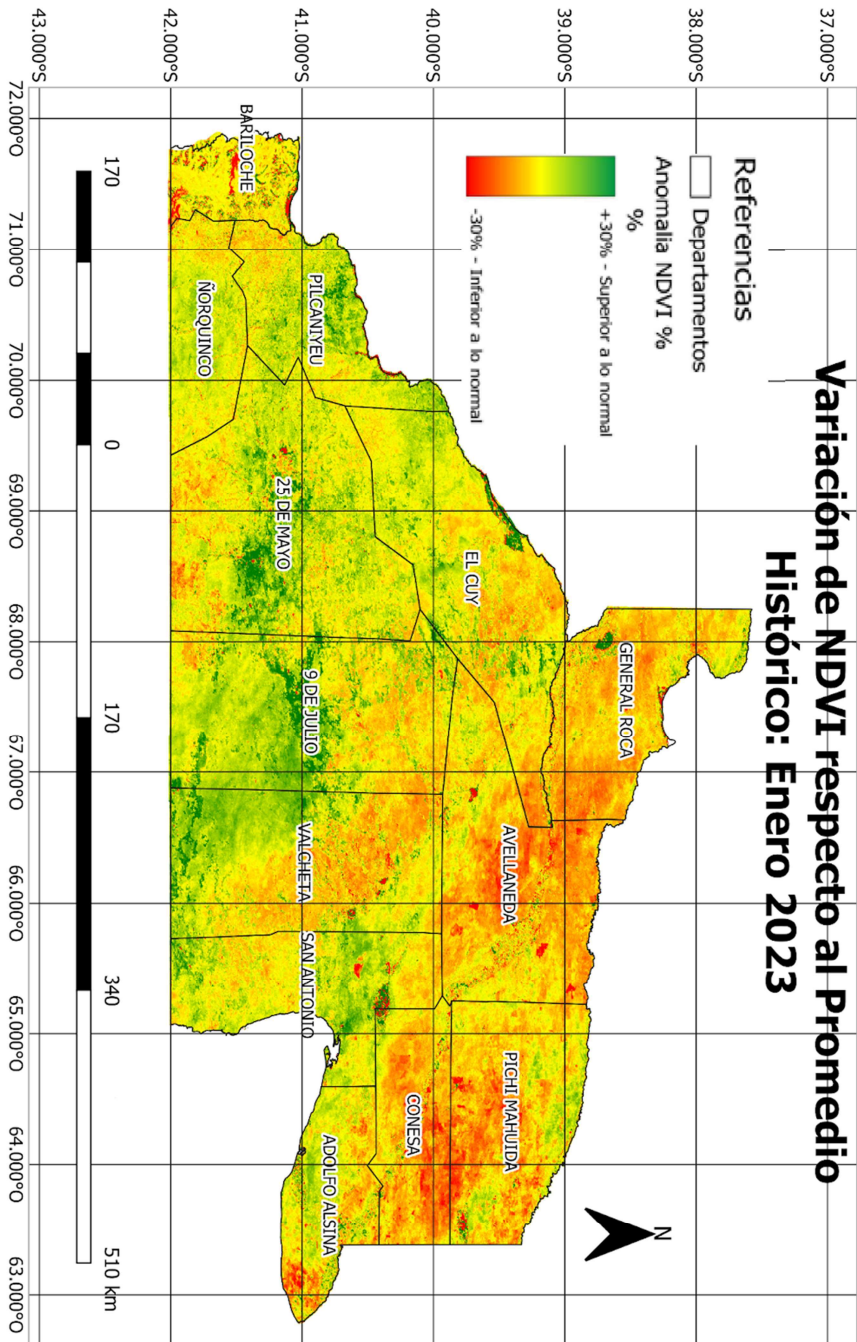 Variación de NDVI respecto al Promedio
Histórico: Enero 2023
Referencias
Departamentos
Anomalia NDVI %
%
+30% - Superior a lo normal
-30% - Inferior a lo normal
N
37.000°S
38.000°S
39.000°S
40.000°S
41.000°S
42.000°S
43.000°S
GENERAL ROCA
EL CUY
AVELLANEDA
PICHI MAHUIDA
CONESA
PILCANIYEU
BARILOCHE
ÑORQUINCO
25 DE MAYO
9 DE JULIO
VALCHETA
SAN ANTONIO
ADOLFO ALSINA
170
0
170
340
510 km
72.000°O
71.000°O
70.000°O
69.000°O
68.000°O
67.000°O
66.000°O
65.000°O
64.000°O
63.000°O